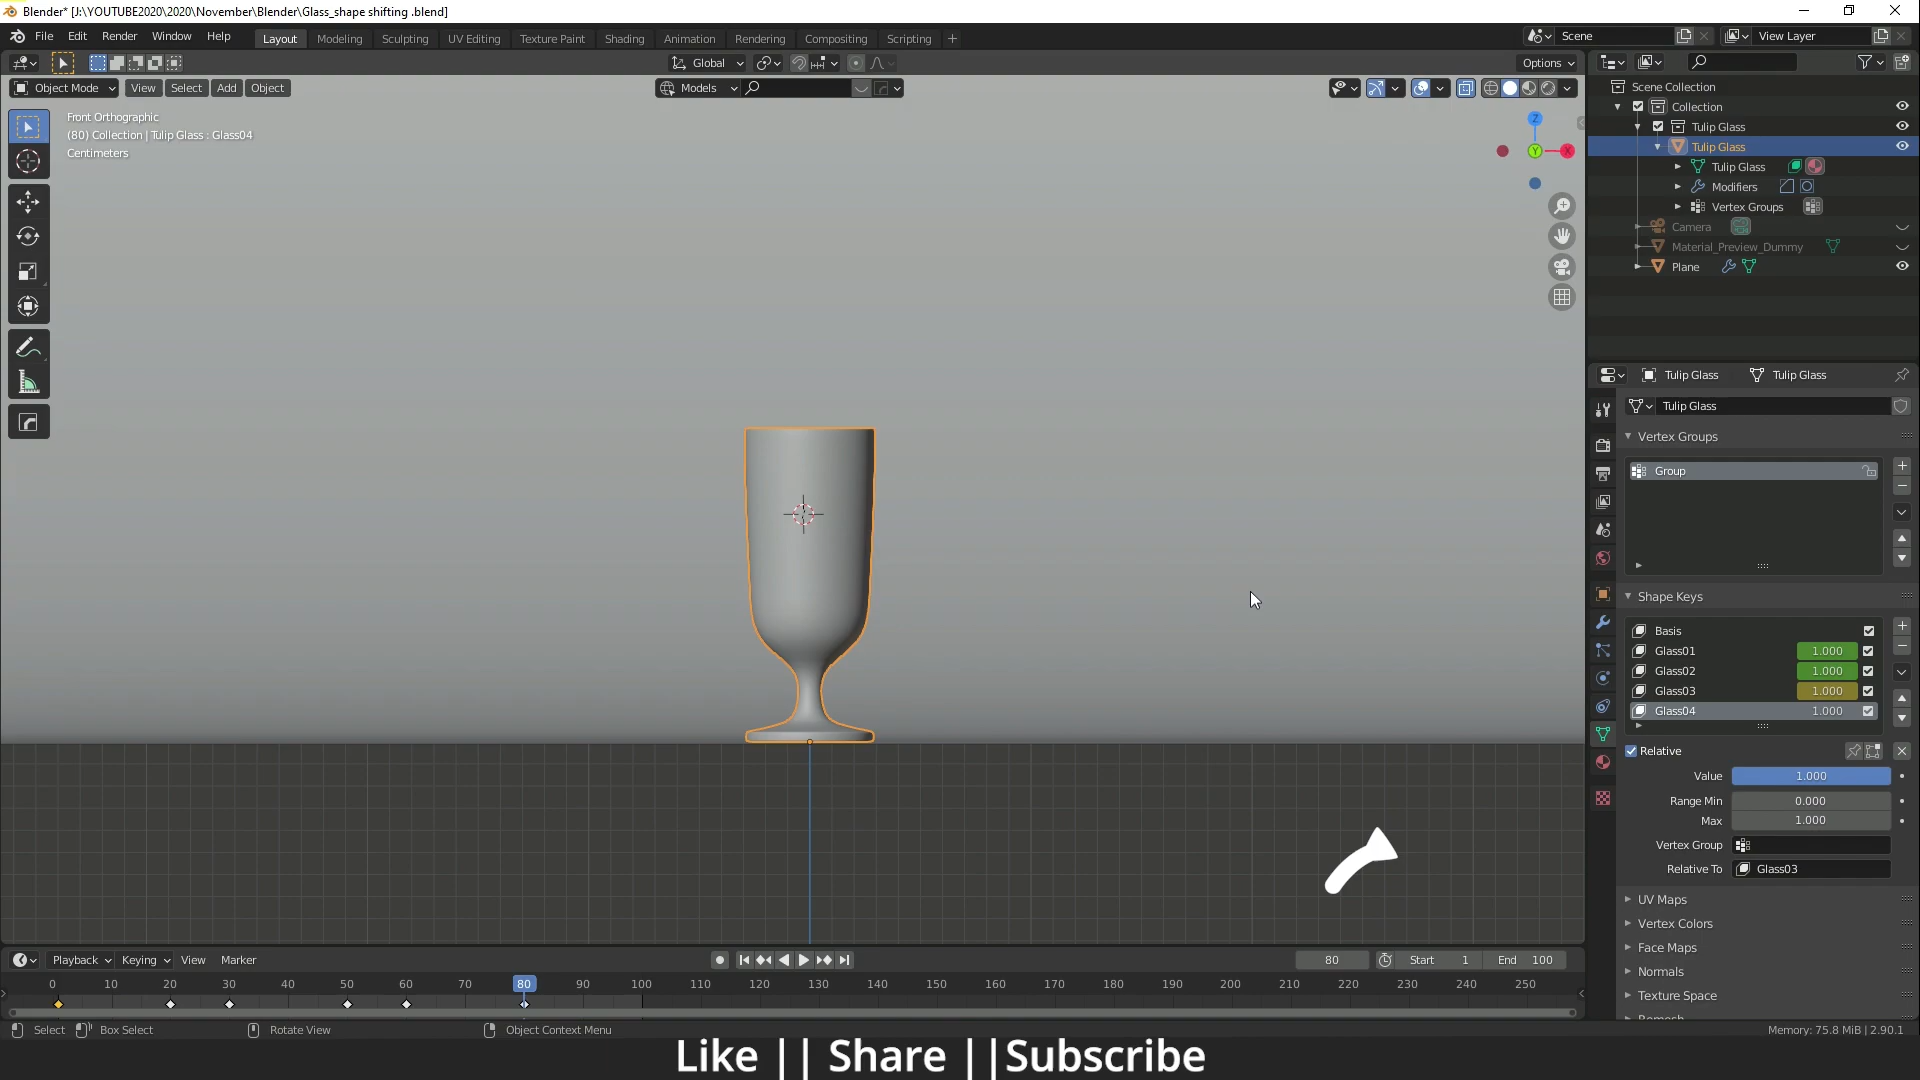 Blender* [J:\YOUTUBE2020\2020\November\Blender\Glass_shape shifting .blend]
File Edit Render Window Help Layout Modeling Sculpting UV Editing Texture Paint Shading Animation Rendering Compositing Scripting + Scene View Layer
Global Options
Object Mode View Select Add Object Models
Front Orthographic
(80) Collection | Tulip Glass : Glass04
Centimeters
Z
Y
X
Scene Collection
Collection
Tulip Glass
Tulip Glass
Tulip Glass
Modifiers
Vertex Groups
Camera
Material_Preview_Dummy
Plane
Tulip Glass Tulip Glass
Tulip Glass
Vertex Groups
Group
Shape Keys
Basis
Glass01 1.000
Glass02 1.000
Glass03 1.000
Glass04 1.000
Relative
Value 1.000
Range Min 0.000
Max 1.000
Vertex Group
Relative To Glass03
UV Maps
Vertex Colors
Face Maps
Normals
Texture Space
Remesh
Playback Keying View Marker 80 Start 1 End 100
0 10 20 30 40 50 60 70 80 90 100 110 120 130 140 150 160 170 180 190 200 210 220 230 240 250
Select Box Select Rotate View Object Context Menu Memory: 75.8 MiB | 2.90.1
Like || Share ||Subscribe